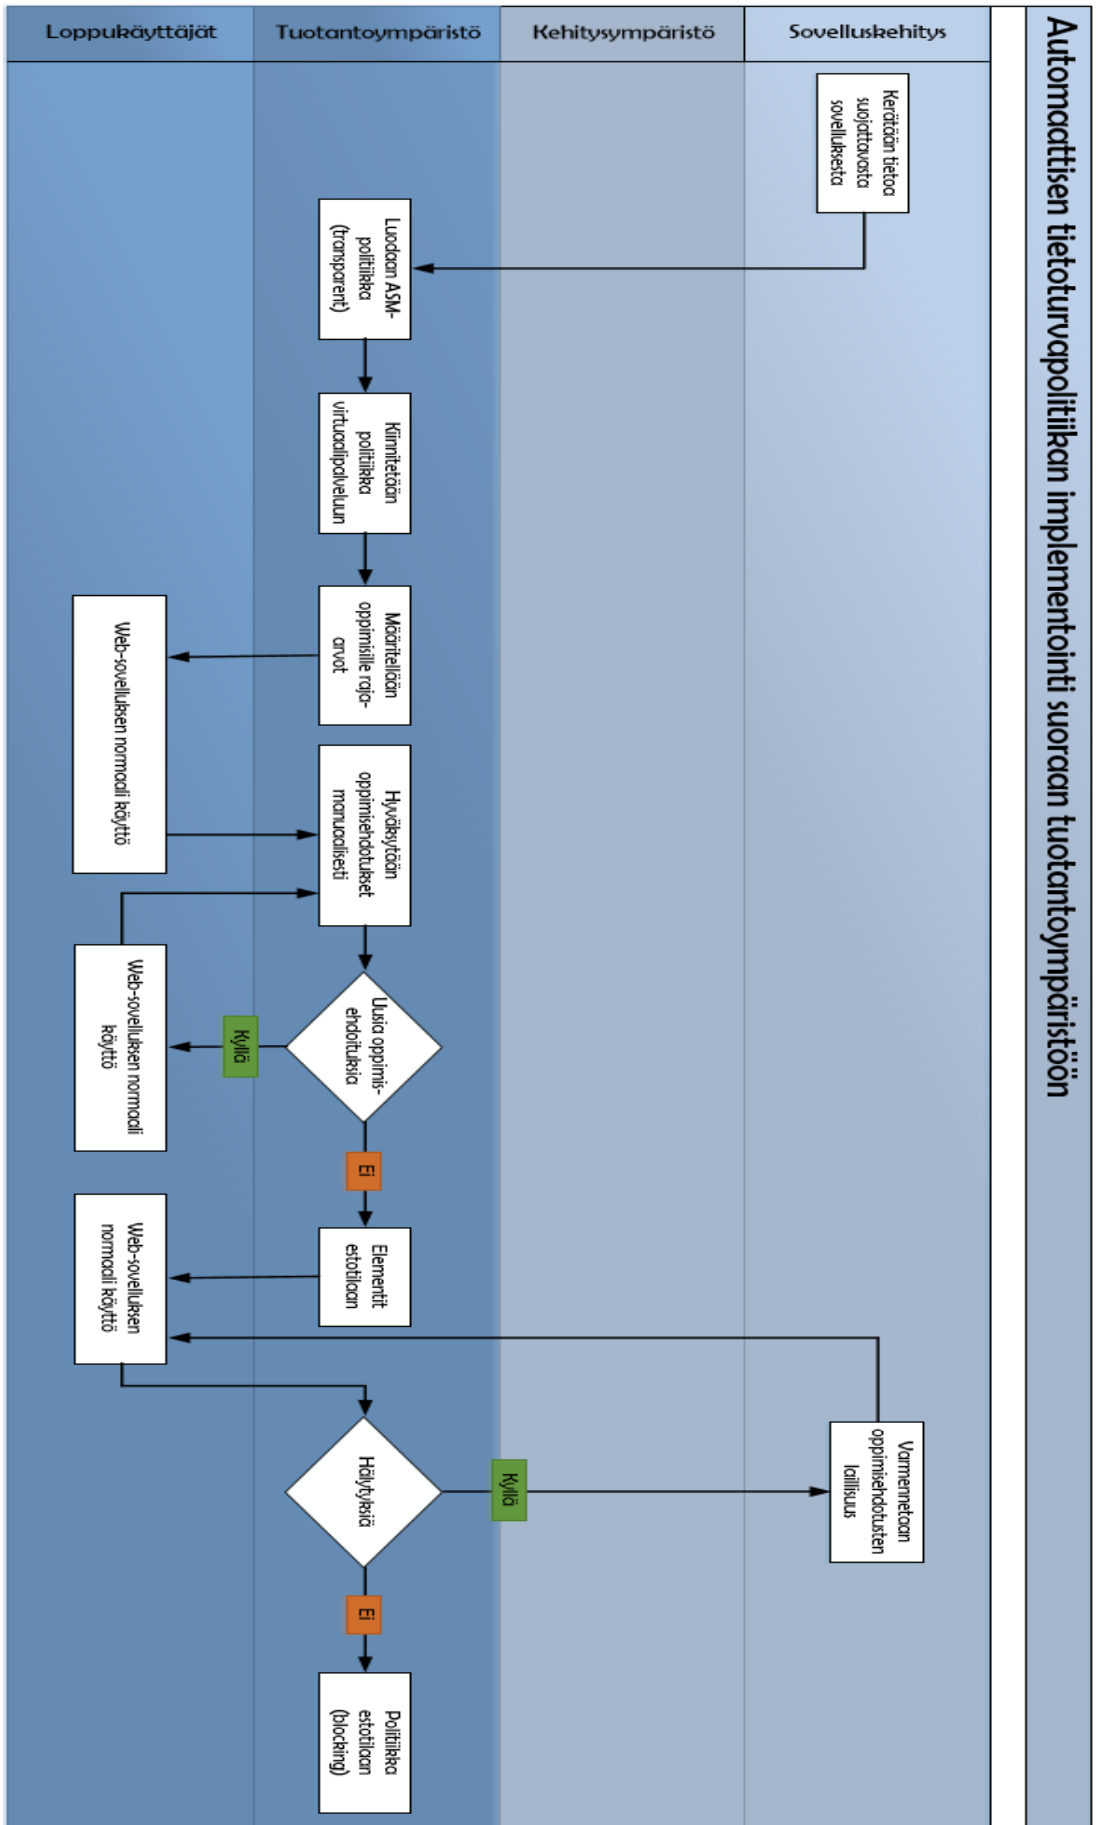 Automaattisen tietoturvapolitiikan implementointi suoraan tuotantoympäristöön
Sovelluskehitys
Kehitysympäristö
Tuotantoympäristö
Loppukäyttäjät
Kerätään tietoa
suojattavasta
sovelluksesta
Luodaan ASM-
politiikka
(transparent)
Kiinnitetään
politiikka
virtuaalipalveluun
Määritellään
oppimisille raja-
arvot
Web-sovelluksen normaali käyttö
Hyväksytään
oppimisehdotukset
manuaalisesti
Uusia oppimis-
ehdoituksia
Kyllä
Web-sovelluksen normaali
käyttö
Ei
Elementit
estotilaan
Web-sovelluksen
normaali käyttö
Hälytyksiä
Kyllä
Varmennetaan
oppimisehdotusten
laillisuus
Ei
Politiikka
estotilaan
(blocking)